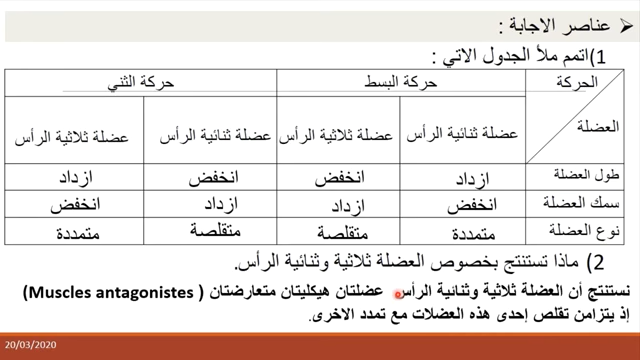 عناصر الاجابة :
1)اتمم ملأ الجدول الاتي :
الحركة حركة البسط حركة الثني
العضلة عضلة ثنائية الرأس عضلة ثلاثية الرأس عضلة ثنائية الرأس عضلة ثلاثية الرأس
طول العضلة ازداد انخفض انخفض ازداد
سمك العضلة انخفض ازداد ازداد انخفض
نوع العضلة متمددة متقلصة متقلصة متمددة
2) ماذا تستنتج بخصوص العضلة ثلاثية وثنائية الرأس.
نستنتج أن العضلة ثلاثية وثنائية الرأس عضلتان هيكليتان متعارضتان ( Muscles antagonistes)
إذ يتزامن تقلص إحدى هذه العضلات مع تمدد الاخرى.
20/03/2020